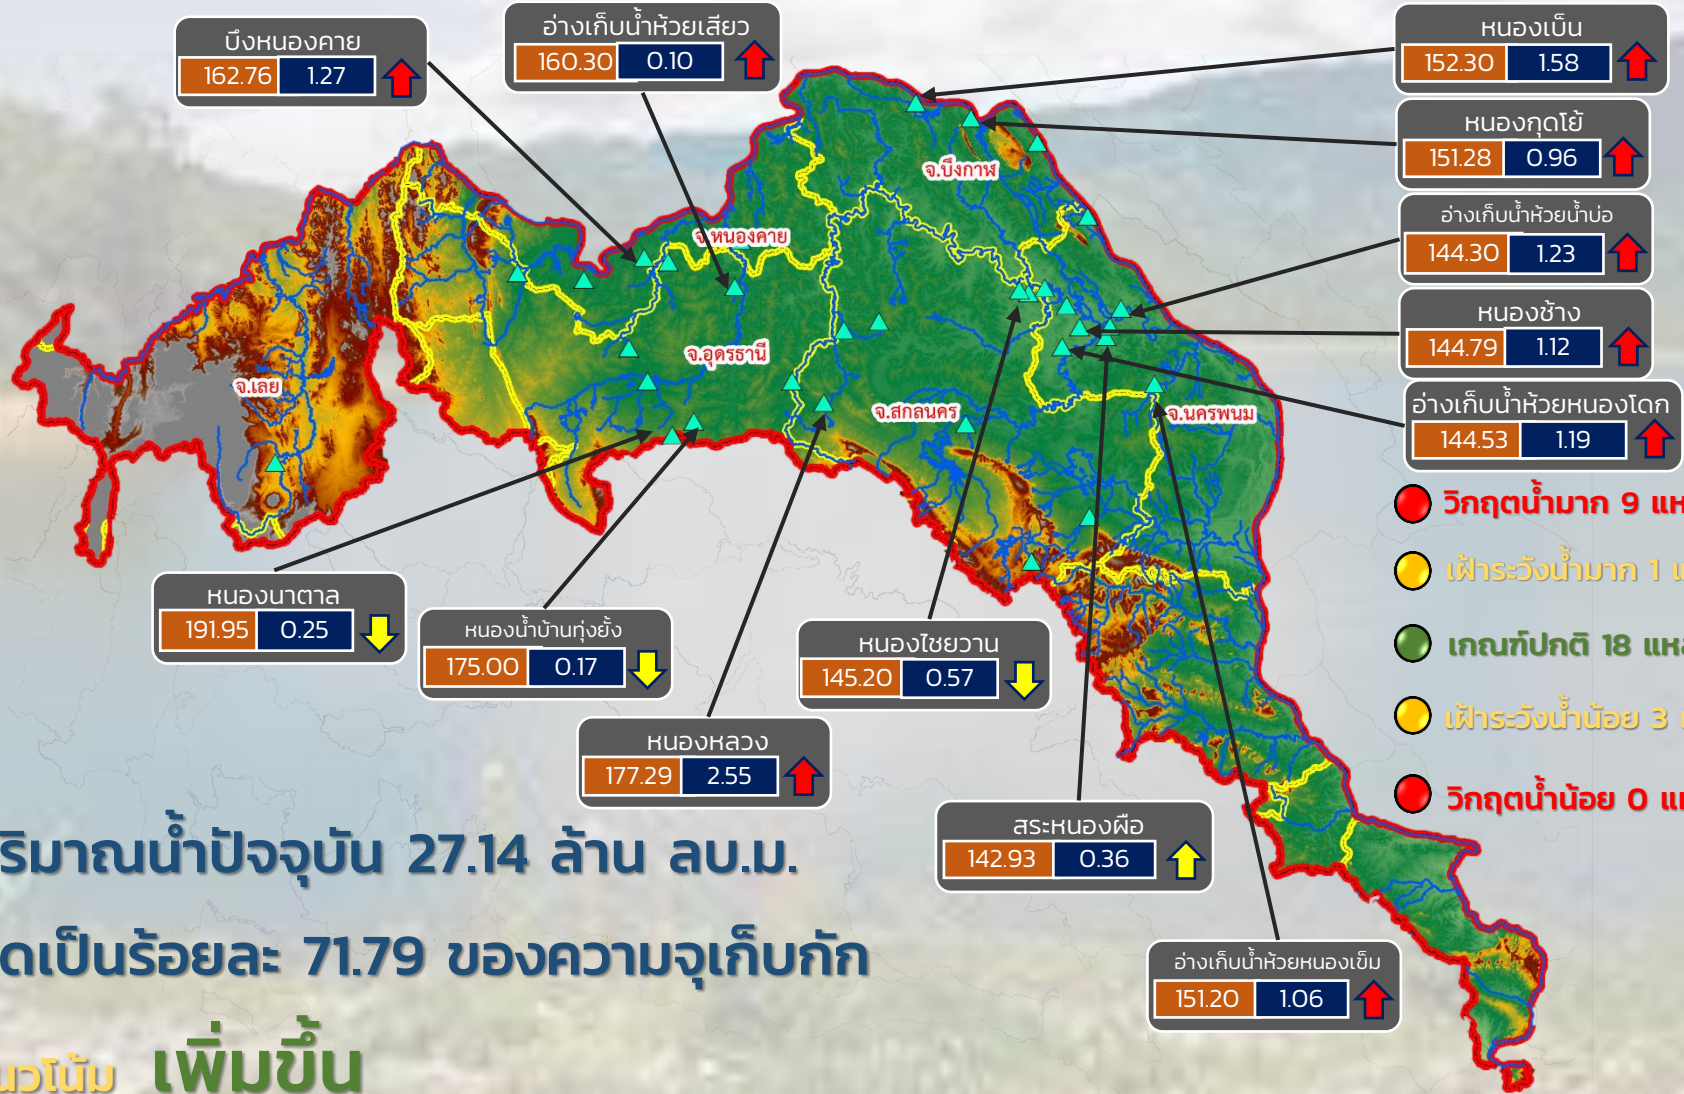 บึงหนองคาย
162.76 1.27
อ่างเก็บน้ำห้วยเสียว
160.30 0.10
หนองเบ็น
152.30 1.58
หนองกุดโย้
151.28 0.96
อ่างเก็บน้ำห้วยน้ำบ่อ
144.30 1.23
หนองช้าง
144.79 1.12
อ่างเก็บน้ำห้วยหนองโดก
144.53 1.19
จ.บึงกาฬ
จ.หนองคาย
จ.อุดรธานี
จ.เลย
จ.สกลนคร
จ.นครพนม
วิกฤตน้ำมาก 9 แห
เฝ้าระวังน้ำมาก 1 แ
เกณฑ์ปกติ 18 แห
เฝ้าระวังน้ำน้อย 3
วิกฤตน้ำน้อย 0 แ
หนองนาตาล
191.95 0.25
หนองน้ำบ้านทุ่งยั้ง
175.00 0.17
หนองไชยวาน
145.20 0.57
หนองหลวง
177.29 2.55
สระหนองผือ
142.93 0.36
อ่างเก็บน้ำห้วยหนองเข็ม
151.20 1.06
ริมาณน้ำปัจจุบัน 27.14 ล้าน ลบ.ม.
ดเป็นร้อยละ 71.79 ของความจุเก็บกัก
นวโน้ม เพิ่มขึ้น